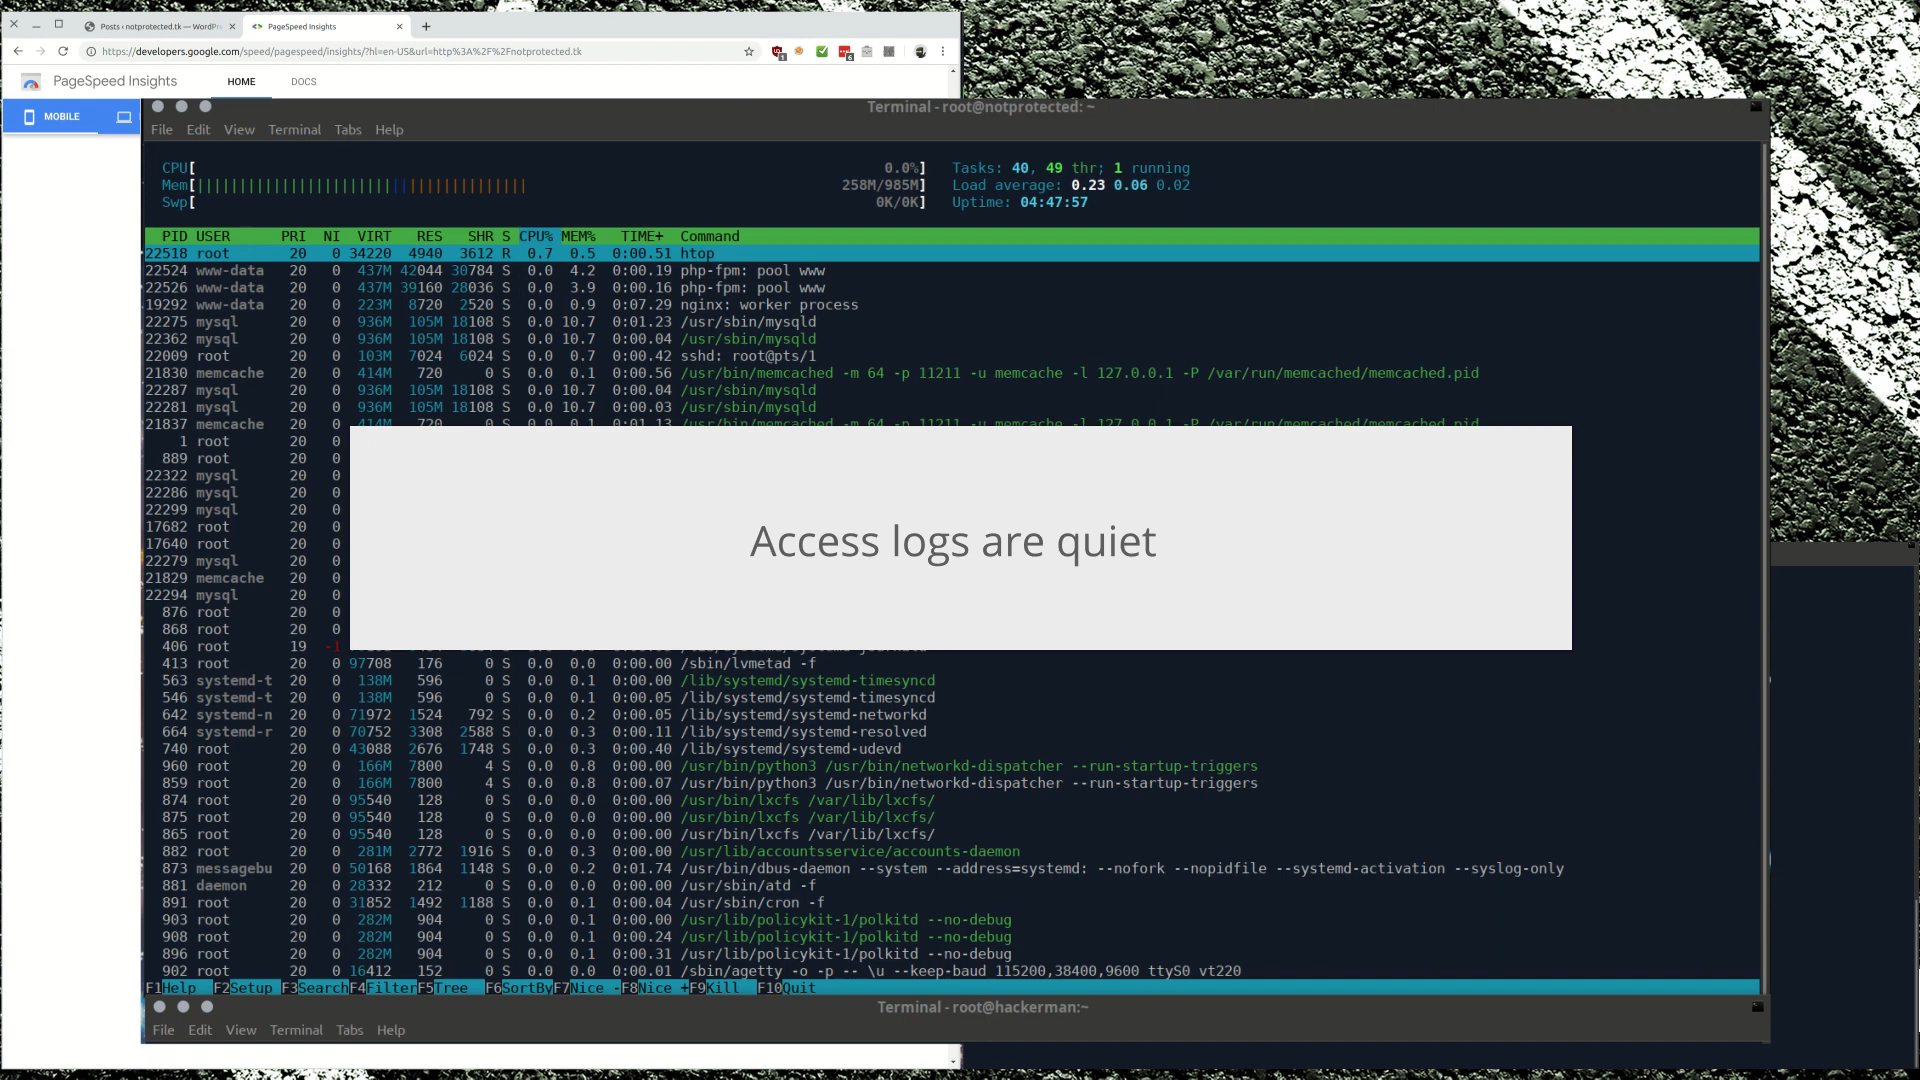 Posts ‹ notprotected.tk — WordPr
PageSpeed Insights
https://developers.google.com/speed/pagespeed/insights/?hl=en-US&url=http%3A%2F%2Fnotprotected.tk
PageSpeed Insights HOME DOCS
MOBILE
Terminal - root@notprotected: ~
File Edit View Terminal Tabs Help
CPU[ 0.0%] Tasks: 40, 49 thr; 1 running
Mem[ 258M/985M] Load average: 0.23 0.06 0.02
Swp[ 0K/0K] Uptime: 04:47:57
PID USER PRI NI VIRT RES SHR S CPU% MEM% TIME+ Command
22518 root 20 0 34220 4940 3612 R 0.7 0.5 0:00.51 htop
22524 www-data 20 0 437M 42044 30784 S 0.0 4.2 0:00.19 php-fpm: pool www
22526 www-data 20 0 437M 39160 28036 S 0.0 3.9 0:00.16 php-fpm: pool www
19292 www-data 20 0 223M 8720 2520 S 0.0 0.9 0:07.29 nginx: worker process
22275 mysql 20 0 936M 105M 18108 S 0.0 10.7 0:01.23 /usr/sbin/mysqld
22362 mysql 20 0 936M 105M 18108 S 0.0 10.7 0:00.04 /usr/sbin/mysqld
22009 root 20 0 103M 7024 6024 S 0.0 0.7 0:00.42 sshd: root@pts/1
21830 memcache 20 0 414M 720 0 S 0.0 0.1 0:00.56 /usr/bin/memcached -m 64 -p 11211 -u memcache -l 127.0.0.1 -P /var/run/memcached/memcached.pid
22287 mysql 20 0 936M 105M 18108 S 0.0 10.7 0:00.04 /usr/sbin/mysqld
22281 mysql 20 0 936M 105M 18108 S 0.0 10.7 0:00.03 /usr/sbin/mysqld
21837 memcache 20 0 414M 720 0 S 0.0 0.1 0:01.13 /usr/bin/memcached -m 64 -p 11211 -u memcache -l 127.0.0.1 -P /var/run/memcached/memcached.pid
1 root 20 0
889 root 20 0
22322 mysql 20 0
22286 mysql 20 0
22299 mysql 20 0
17682 root 20 0
Access logs are quiet
17640 root 20 0
22279 mysql 20 0
21829 memcache 20 0
22294 mysql 20 0
876 root 20 0
868 root 20 0
406 root 19 -1
413 root 20 0 97708 176 0 S 0.0 0.0 0:00.00 /sbin/lvmetad -f
563 systemd-t 20 0 138M 596 0 S 0.0 0.1 0:00.00 /lib/systemd/systemd-timesyncd
546 systemd-t 20 0 138M 596 0 S 0.0 0.1 0:00.05 /lib/systemd/systemd-timesyncd
642 systemd-n 20 0 71972 1524 792 S 0.0 0.2 0:00.05 /lib/systemd/systemd-networkd
664 systemd-r 20 0 70752 3308 2588 S 0.0 0.3 0:00.11 /lib/systemd/systemd-resolved
740 root 20 0 43088 2676 1748 S 0.0 0.3 0:00.40 /lib/systemd/systemd-udevd
960 root 20 0 166M 7800 4 S 0.0 0.8 0:00.00 /usr/bin/python3 /usr/bin/networkd-dispatcher --run-startup-triggers
859 root 20 0 166M 7800 4 S 0.0 0.8 0:00.07 /usr/bin/python3 /usr/bin/networkd-dispatcher --run-startup-triggers
874 root 20 0 95540 128 0 S 0.0 0.0 0:00.00 /usr/bin/lxcfs /var/lib/lxcfs/
875 root 20 0 95540 128 0 S 0.0 0.0 0:00.00 /usr/bin/lxcfs /var/lib/lxcfs/
865 root 20 0 95540 128 0 S 0.0 0.0 0:00.00 /usr/bin/lxcfs /var/lib/lxcfs/
882 root 20 0 281M 2772 1916 S 0.0 0.3 0:00.00 /usr/lib/accountsservice/accounts-daemon
873 messagebu 20 0 50168 1864 1148 S 0.0 0.2 0:01.74 /usr/bin/dbus-daemon --system --address=systemd: --nofork --nopidfile --systemd-activation --syslog-only
881 daemon 20 0 28332 212 0 S 0.0 0.0 0:00.00 /usr/sbin/atd -f
891 root 20 0 31852 1492 1188 S 0.0 0.1 0:00.04 /usr/sbin/cron -f
903 root 20 0 282M 904 0 S 0.0 0.1 0:00.00 /usr/lib/policykit-1/polkitd --no-debug
908 root 20 0 282M 904 0 S 0.0 0.1 0:00.24 /usr/lib/policykit-1/polkitd --no-debug
896 root 20 0 282M 904 0 S 0.0 0.1 0:00.31 /usr/lib/policykit-1/polkitd --no-debug
902 root 20 0 16412 152 0 S 0.0 0.0 0:00.01 /sbin/agetty -o -p -- \u --keep-baud 115200,38400,9600 ttyS0 vt220
F1Help F2Setup F3SearchF4FilterF5Tree F6SortByF7Nice -F8Nice +F9Kill F10Quit
Terminal - root@hackerman:~
File Edit View Terminal Tabs Help